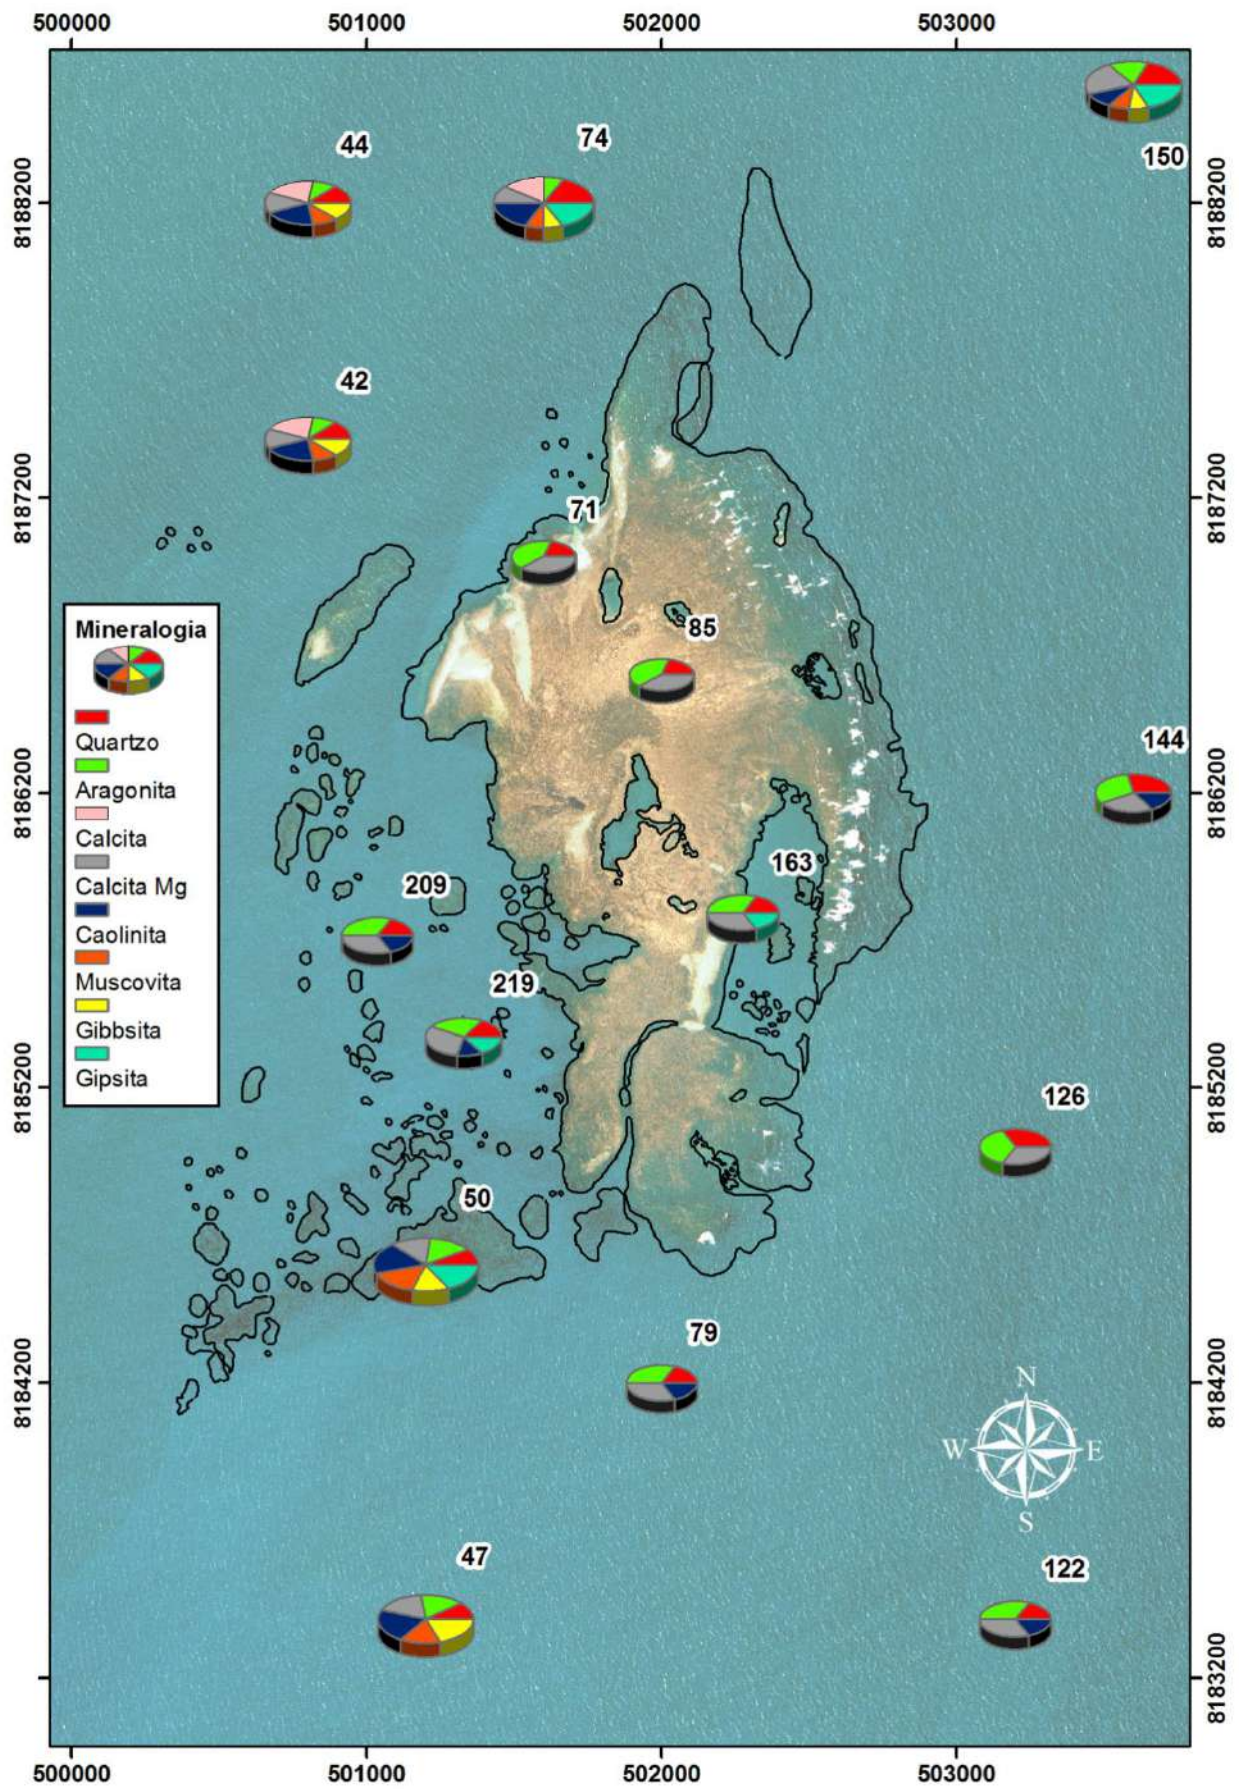 500000 501000 502000 503000
150
44 74
8188200 8188200
42
8187200 8187200
71
Mineralogia
85
Quartzo
Aragonita
144
8186200 8186200
Calcita
163
Calcita Mg
209
Caolinita
Muscovita
219
Gibbsita
Gipsita
8185200 8185200
126
50
79
8184200 8184200
N
W E
S
47
122
8183200
500000 501000 502000 503000